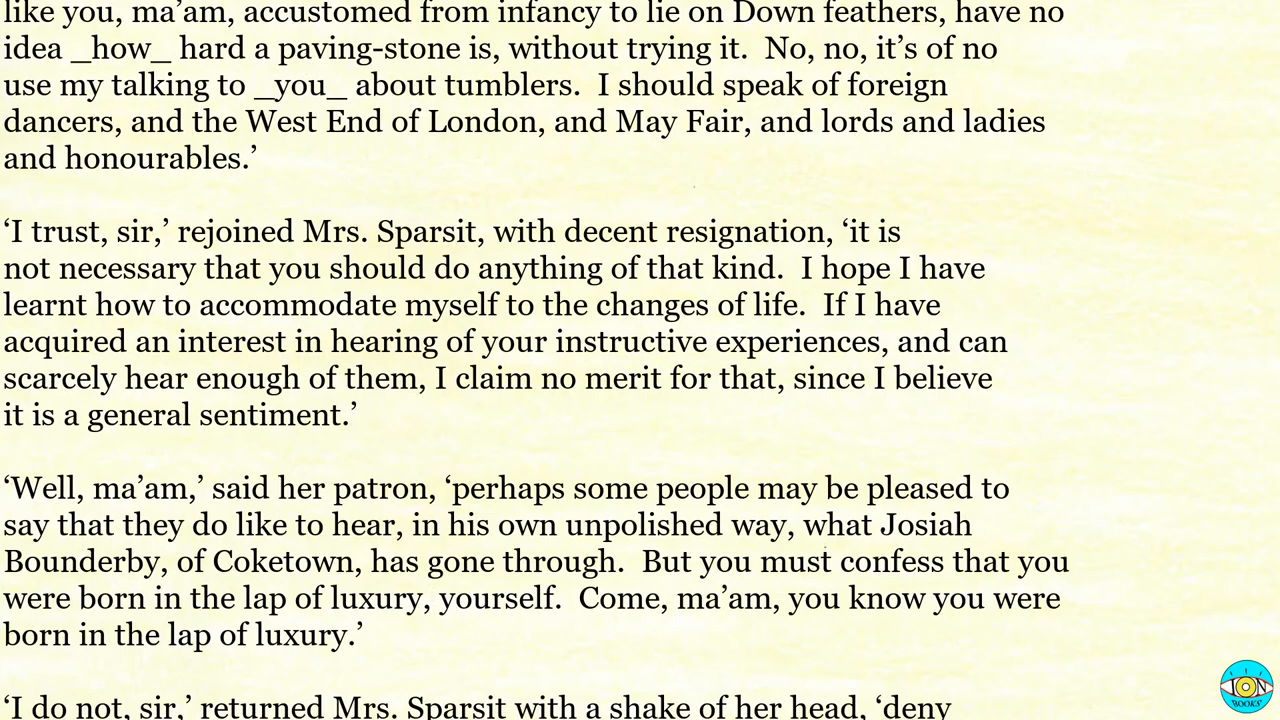 like you, ma’am, accustomed from infancy to lie on Down feathers, have no
idea _how_ hard a paving-stone is, without trying it.  No, no, it’s of no
use my talking to _you_ about tumblers.  I should speak of foreign
dancers, and the West End of London, and May Fair, and lords and ladies
and honourables.’

‘I trust, sir,’ rejoined Mrs. Sparsit, with decent resignation, ‘it is
not necessary that you should do anything of that kind.  I hope I have
learnt how to accommodate myself to the changes of life.  If I have
acquired an interest in hearing of your instructive experiences, and can
scarcely hear enough of them, I claim no merit for that, since I believe
it is a general sentiment.’

‘Well, ma’am,’ said her patron, ‘perhaps some people may be pleased to
say that they do like to hear, in his own unpolished way, what Josiah
Bounderby, of Coketown, has gone through.  But you must confess that you
were born in the lap of luxury, yourself.  Come, ma’am, you know you were
born in the lap of luxury.’

‘I do not, sir,’ returned Mrs. Sparsit with a shake of her head, ‘deny
ION
BOOKS